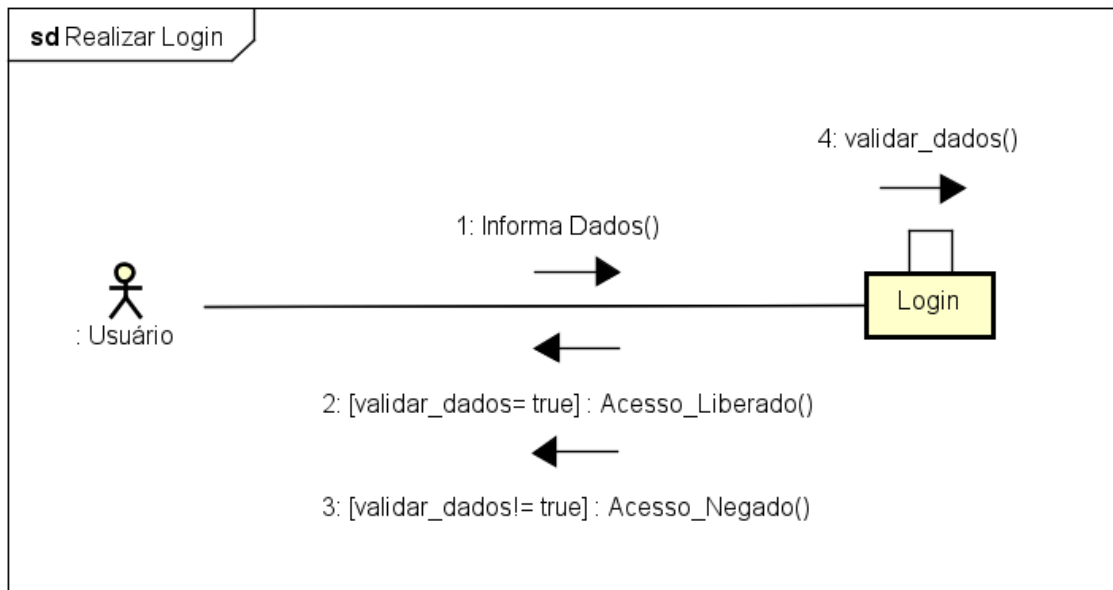 sd Realizar Login
4: validar_dados()
1: Informa Dados()
Login
: Usuário
2: [validar_dados= true] : Acesso_Liberado()
3: [validar_dados!= true] : Acesso_Negado()